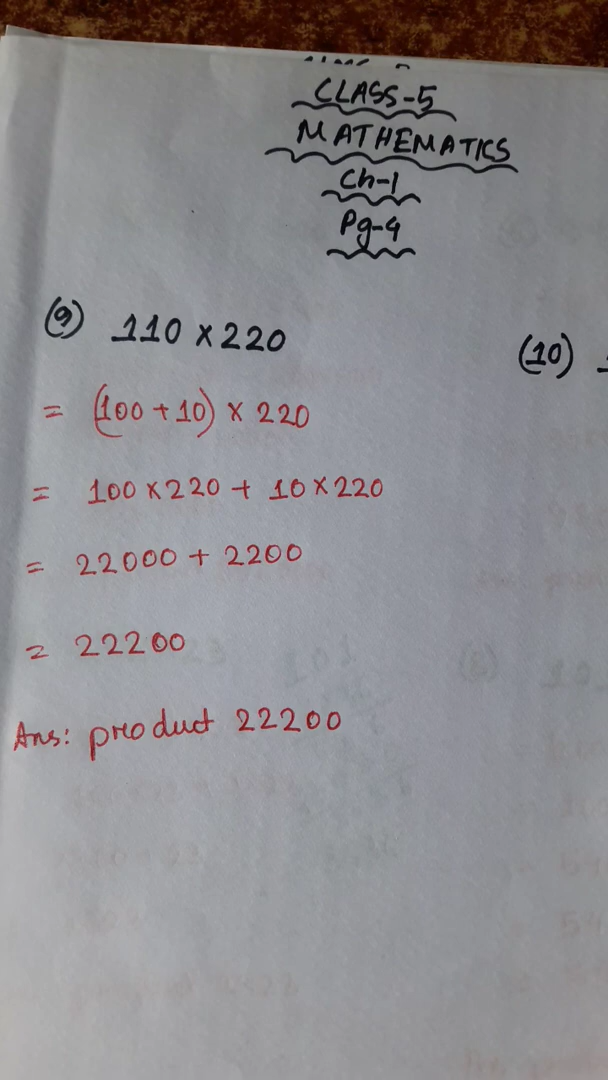 CLASS-5
MATHEMATICS
Ch-1
Pg-4
(9) 110 × 220
= (100 + 10) × 220
= 100 × 220 + 10 × 220
= 22000 + 2200
= 22200
Ans: product 22200
(10)